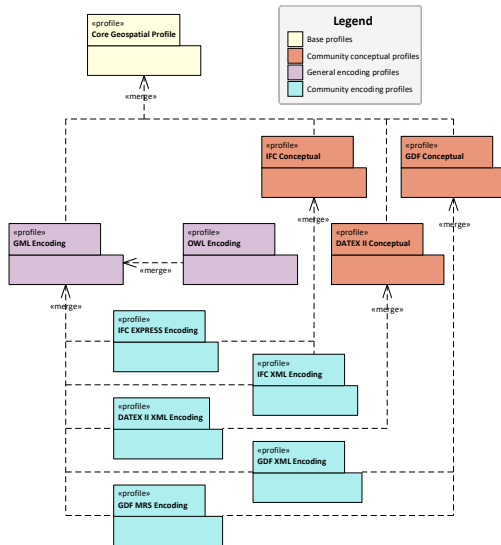 «profile»
Core Geospatial Profile
Legend
Base profiles
Community conceptual profiles
General encoding profiles
Community encoding profiles
«merge»
«profile»
IFC Conceptual
«profile»
GDF Conceptual
«merge»
«merge»
«profile»
GML Encoding
«profile»
OWL Encoding
«profile»
DATEX II Conceptual
«merge»
«merge»
«merge»
«profile»
IFC EXPRESS Encoding
«profile»
IFC XML Encoding
«profile»
DATEX II XML Encoding
«profile»
GDF XML Encoding
«profile»
GDF MRS Encoding